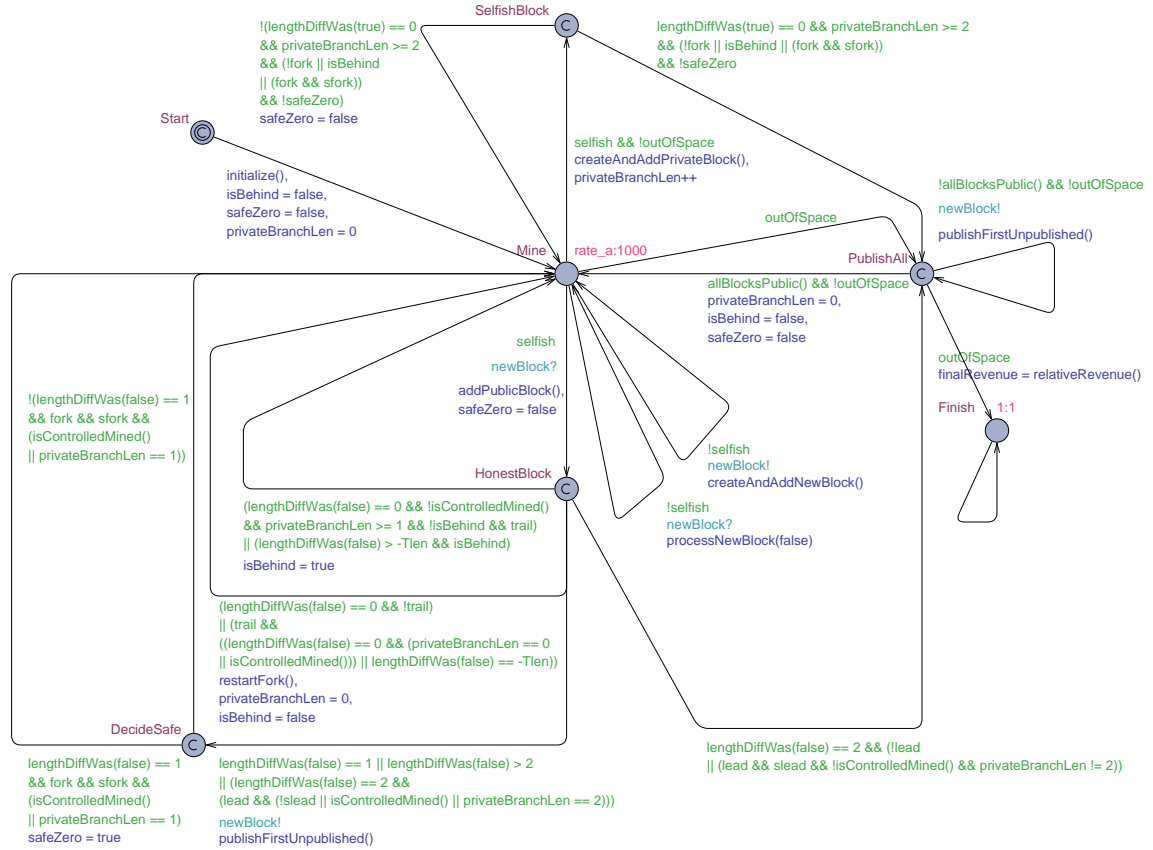 SelfishBlock
!(lengthDiffWas(true) == 0
&& privateBranchLen >= 2
&& (!fork || isBehind
|| (fork && sfork))
&& !safeZero)
safeZero = false
lengthDiffWas(true) == 0 && privateBranchLen >= 2
&& (!fork || isBehind || (fork && sfork))
&& !safeZero
Start
C
C
initialize(),
isBehind = false,
safeZero = false,
privateBranchLen = 0
selfish && !outOfSpace
createAndAddPrivateBlock(),
privateBranchLen++
!allBlocksPublic() && !outOfSpace
newBlock!
publishFirstUnpublished()
outOfSpace
Mine
rate_a:1000
PublishAll
C
allBlocksPublic() && !outOfSpace
privateBranchLen = 0,
isBehind = false,
safeZero = false
selfish
newBlock?
addPublicBlock(),
safeZero = false
outOfSpace
finalRevenue = relativeRevenue()
Finish
1:1
!(lengthDiffWas(false) == 1
&& fork && sfork &&
(isControlledMined()
|| privateBranchLen == 1))
!selfish
newBlock!
createAndAddNewBlock()
HonestBlock
C
!selfish
newBlock?
processNewBlock(false)
(lengthDiffWas(false) == 0 && !isControlledMined()
&& privateBranchLen >= 1 && !isBehind && trail)
|| (lengthDiffWas(false) > -Tlen && isBehind)
isBehind = true
(lengthDiffWas(false) == 0 && !trail)
|| (trail &&
((lengthDiffWas(false) == 0 && (privateBranchLen == 0
|| isControlledMined())) || lengthDiffWas(false) == -Tlen))
restartFork(),
privateBranchLen = 0,
isBehind = false
DecideSafe
C
lengthDiffWas(false) == 1
&& fork && sfork &&
(isControlledMined()
|| privateBranchLen == 1)
safeZero = true
lengthDiffWas(false) == 1 || lengthDiffWas(false) > 2
|| (lengthDiffWas(false) == 2 &&
(lead && (!slead || isControlledMined() || privateBranchLen == 2)))
newBlock!
publishFirstUnpublished()
lengthDiffWas(false) == 2 && (!lead
|| (lead && slead && !isControlledMined() && privateBranchLen != 2))